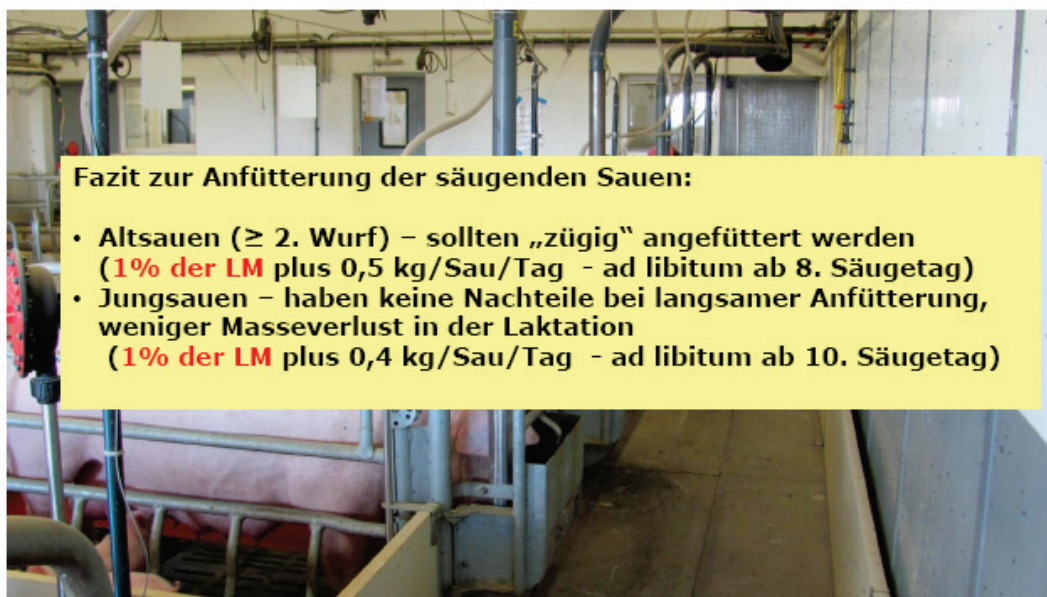 Fazit zur Anfütterung der säugenden Sauen:
• Altsauen (≥ 2. Wurf) – sollten „zügig“ angefüttert werden
(1% der LM plus 0,5 kg/Sau/Tag - ad libitum ab 8. Säugetag)
• Jungsauen – haben keine Nachteile bei langsamer Anfütterung,
weniger Masseverlust in der Laktation
(1% der LM plus 0,4 kg/Sau/Tag - ad libitum ab 10. Säugetag)